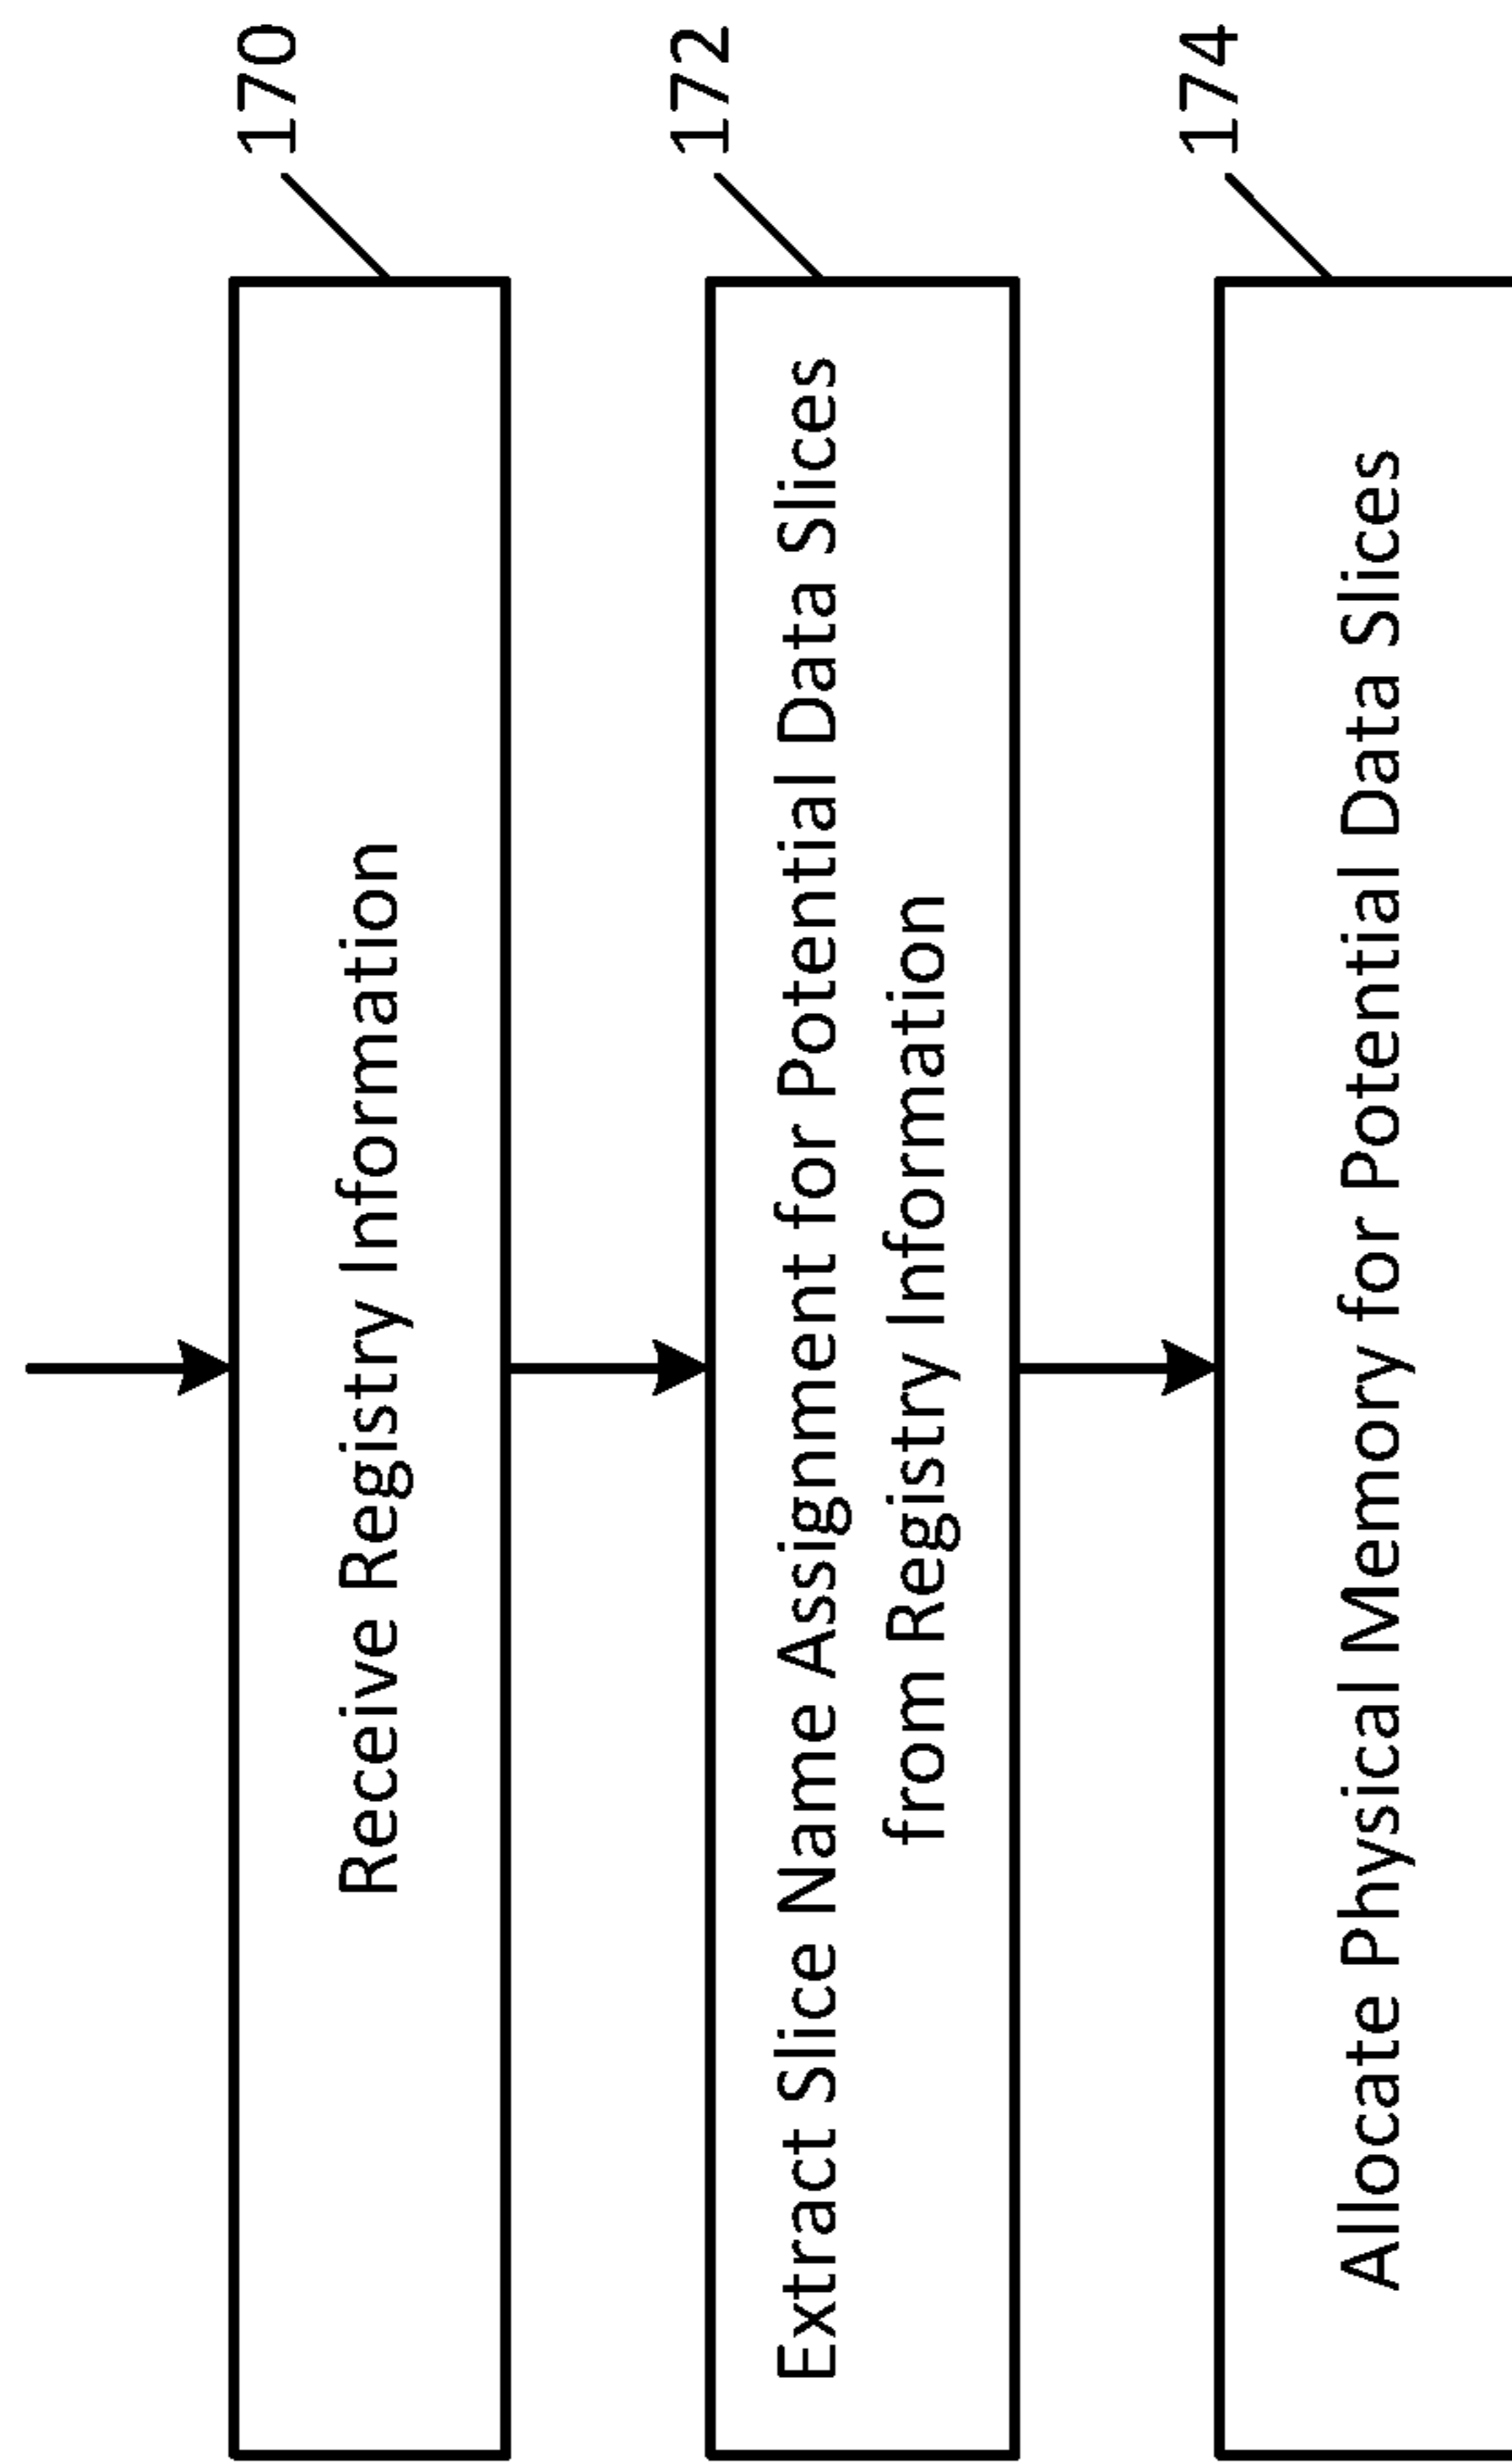 170
Receive Registry Information
172
Extract Slice Name Assignment for Potential Data Slices
from Registry Information
174
Allocate Physical Memory for Potential Data Slices